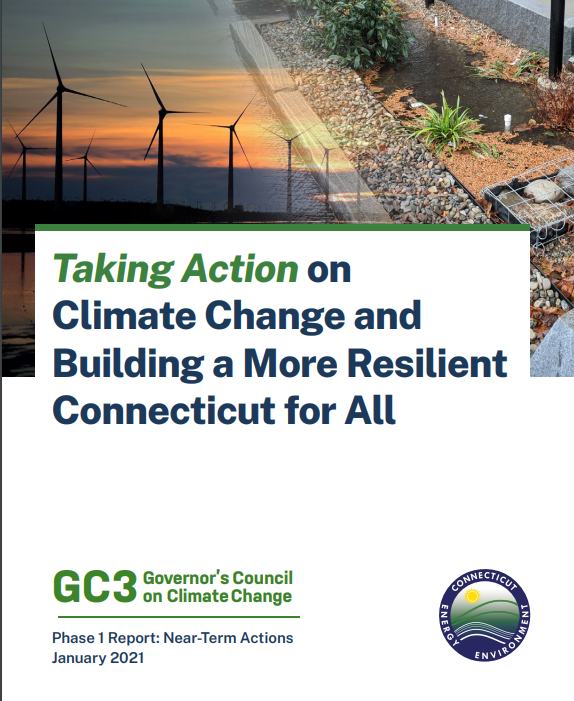 Taking Action on
Climate Change and
Building a More Resilient
Connecticut for All
GC3 Governor's Council
on Climate Change
Phase 1 Report: Near-Term Actions
January 2021
CONNECTICUT
ENERGY ENVIRONMENT